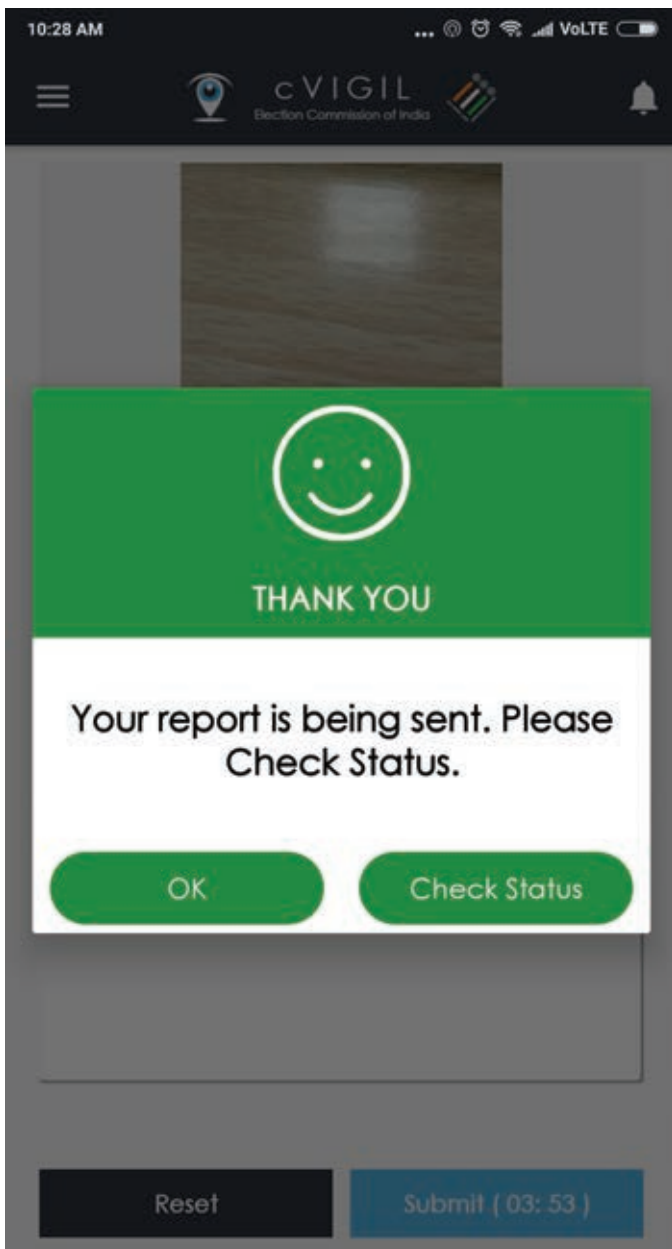 10:28 AM ... VoLTE
cVIGIL
Election Commission of India
THANK YOU
Your report is being sent. Please
Check Status.
OK Check Status
Reset Submit ( 03: 53 )